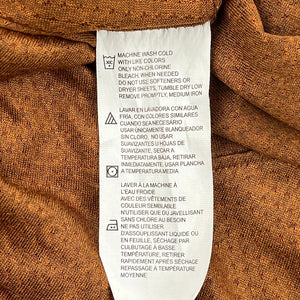 MACHINE WASH COLD
WITH LIKE COLORS
ONLY NON-CHLORINE
BLEACH, WHEN NEEDED
DO NOT USE SOFTENERS OR
DRYER SHEETS, TUMBLE DRY LOW
REMOVE PROMPTLY, MEDIUM IRON
LAVAR EN LAVADORA CON AGUA
FRÍA, CON COLORES SIMILARES
CUANDO SEA NECESÁRIO
USAR ÚNICAMENTE BLANQUEADOR
SIN CLORO, NO USAR
SUAVIZANTES U HOJAS DE
SUAVIZANTE, SECAR A
TEMPERATURA BAJA, RETIRAR
INMEDIATAMENTE, USAR PLANCHA
A TEMPERATURA MEDIA
LAVER À LA MACHINE À
L'EAU FROIDE
AVEC DES VÊTEMENTS DE
COULEUR SEMBLABLE
N'UTILISER QUE DU JAVELLISANT
SANS CHLORE OU BESOIN
NE PAS UTILISER
D'ASSOUPLISSANT LIQUIDE OU
EN FEUILLE, SÉCHAGE PAR
CULBUTAGE À BASSE
TEMPÉRATURE, RETIRER
RAPIDEMENT APRÈS SÉCHAGE
REPASSAGE À TEMPÉRATURE
MOYENNE